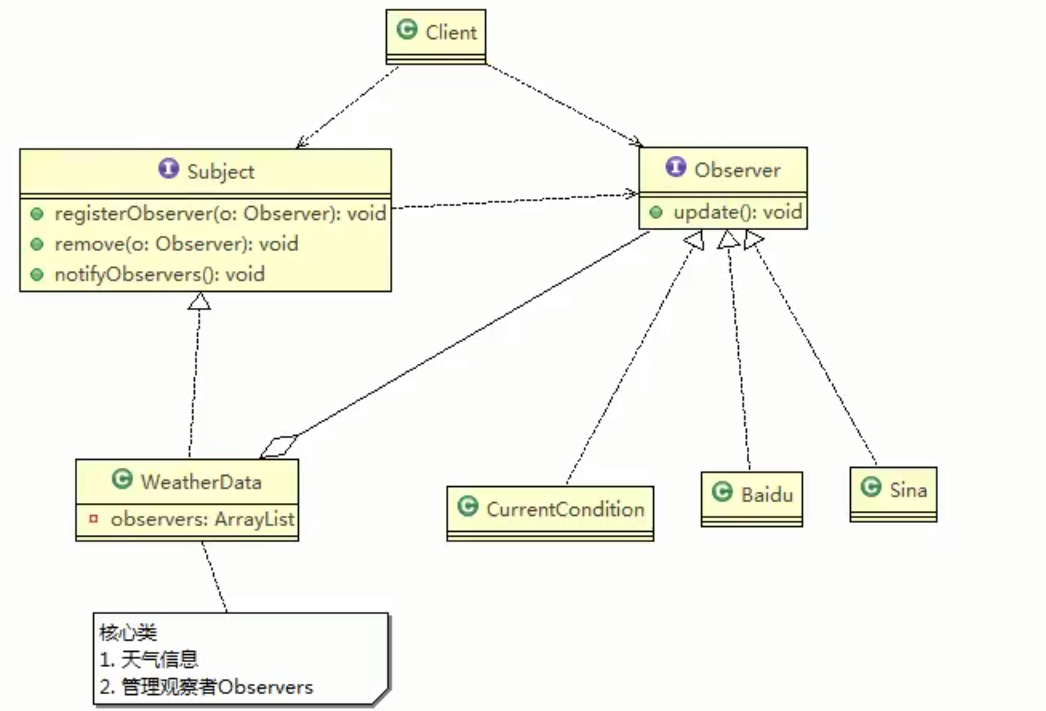 C Client
I Subject
registerObserver(o: Observer): void
remove(o: Observer): void
notifyObservers(): void
I Observer
update(): void
C WeatherData
observers: ArrayList
C CurrentCondition
C Baidu
C Sina
核心类
1. 天气信息
2. 管理观察者Observers